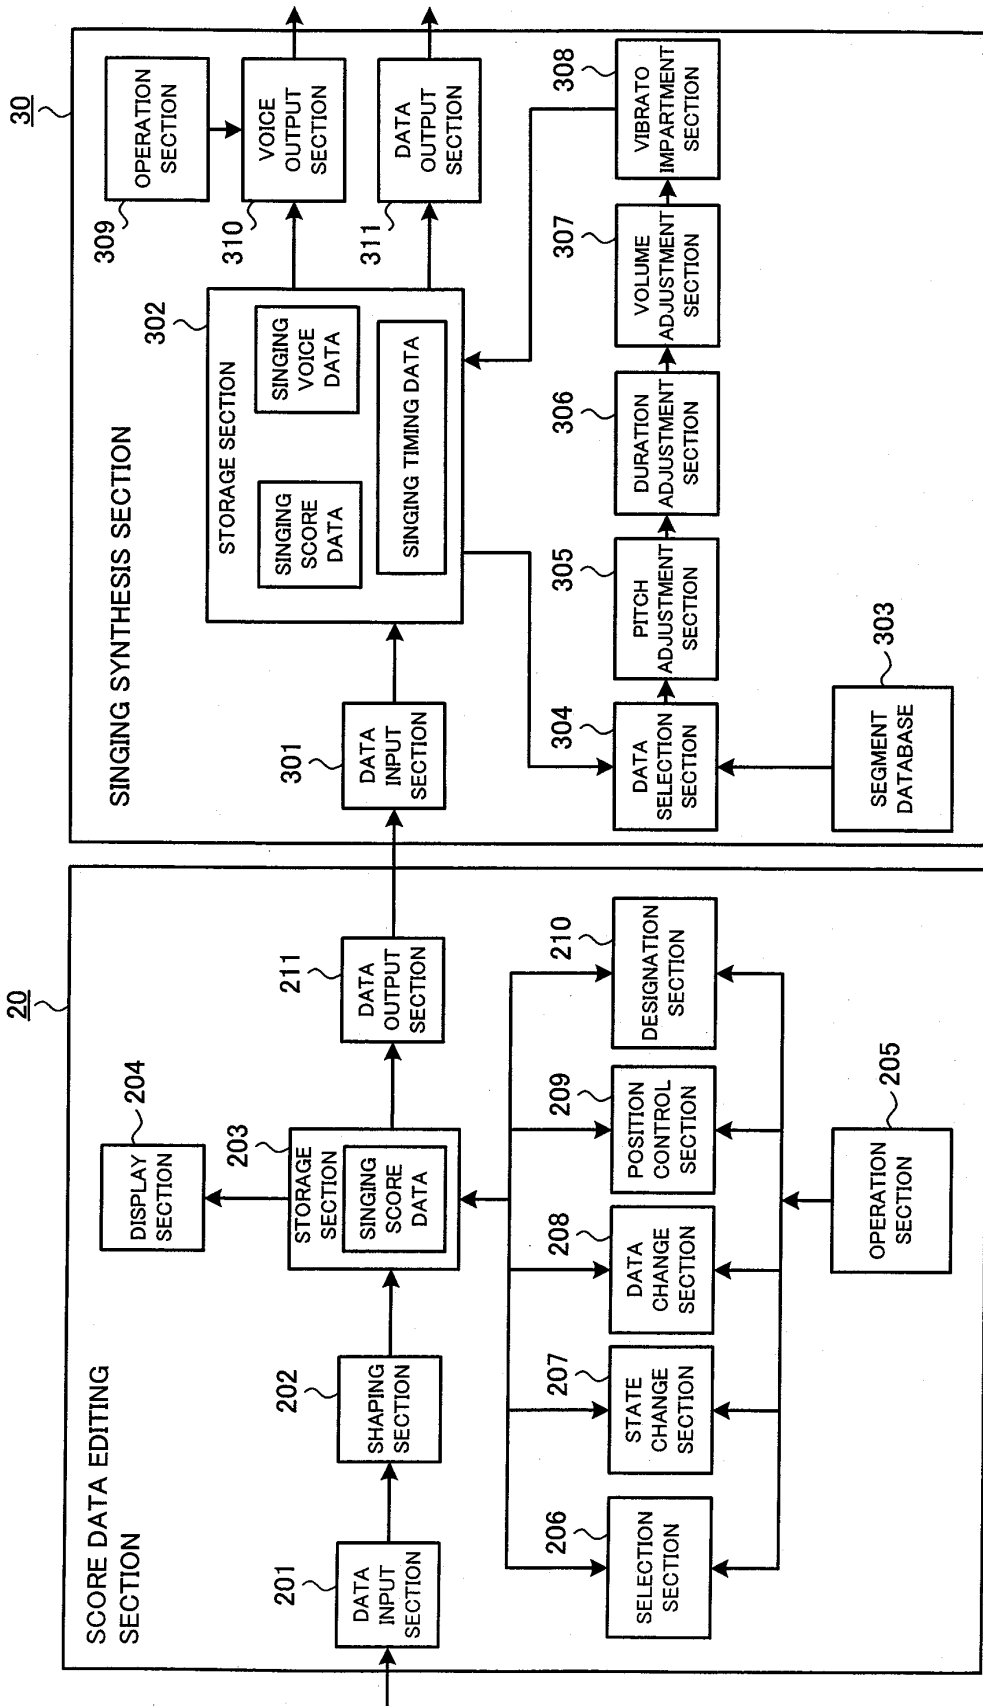 20
SCORE DATA EDITING
SECTION
201
DATA
INPUT
SECTION
202
SHAPING
SECTION
203
STORAGE
SECTION
SINGING
SCORE
DATA
204
DISPLAY
SECTION
211
DATA
OUTPUT
SECTION
206
SELECTION
SECTION
207
STATE
CHANGE
SECTION
208
DATA
CHANGE
SECTION
209
POSITION
CONTROL
SECTION
210
DESIGNATION
SECTION
205
OPERATION
SECTION
30
SINGING SYNTHESIS SECTION
301
DATA
INPUT
SECTION
302
STORAGE SECTION
SINGING
SCORE
DATA
SINGING
VOICE
DATA
SINGING TIMING DATA
309
OPERATION
SECTION
310
VOICE
OUTPUT
SECTION
311
DATA
OUTPUT
SECTION
304
DATA
SELECTION
SECTION
305
PITCH
ADJUSTMENT
SECTION
306
DURATION
ADJUSTMENT
SECTION
307
VOLUME
ADJUSTMENT
SECTION
308
VIBRATO
IMPARTMENT
SECTION
303
SEGMENT
DATABASE